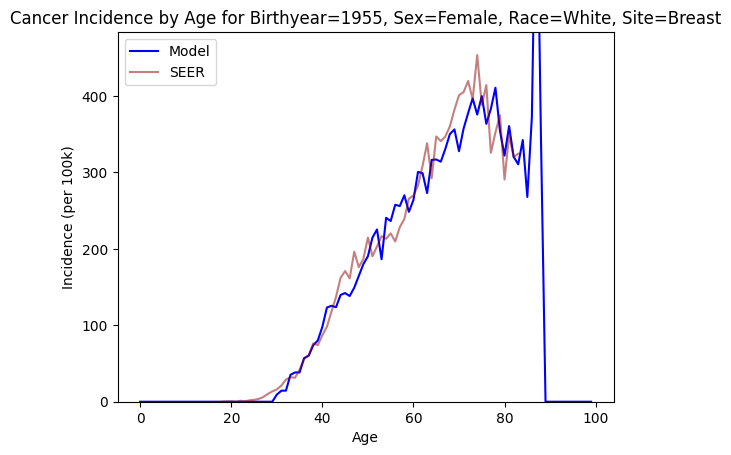 Cancer Incidence by Age for Birthyear=1955, Sex=Female, Race=White, Site=Breast
Model
SEER
400
300
200
100
0
Incidence (per 100k)
0 20 40 60 80 100
Age